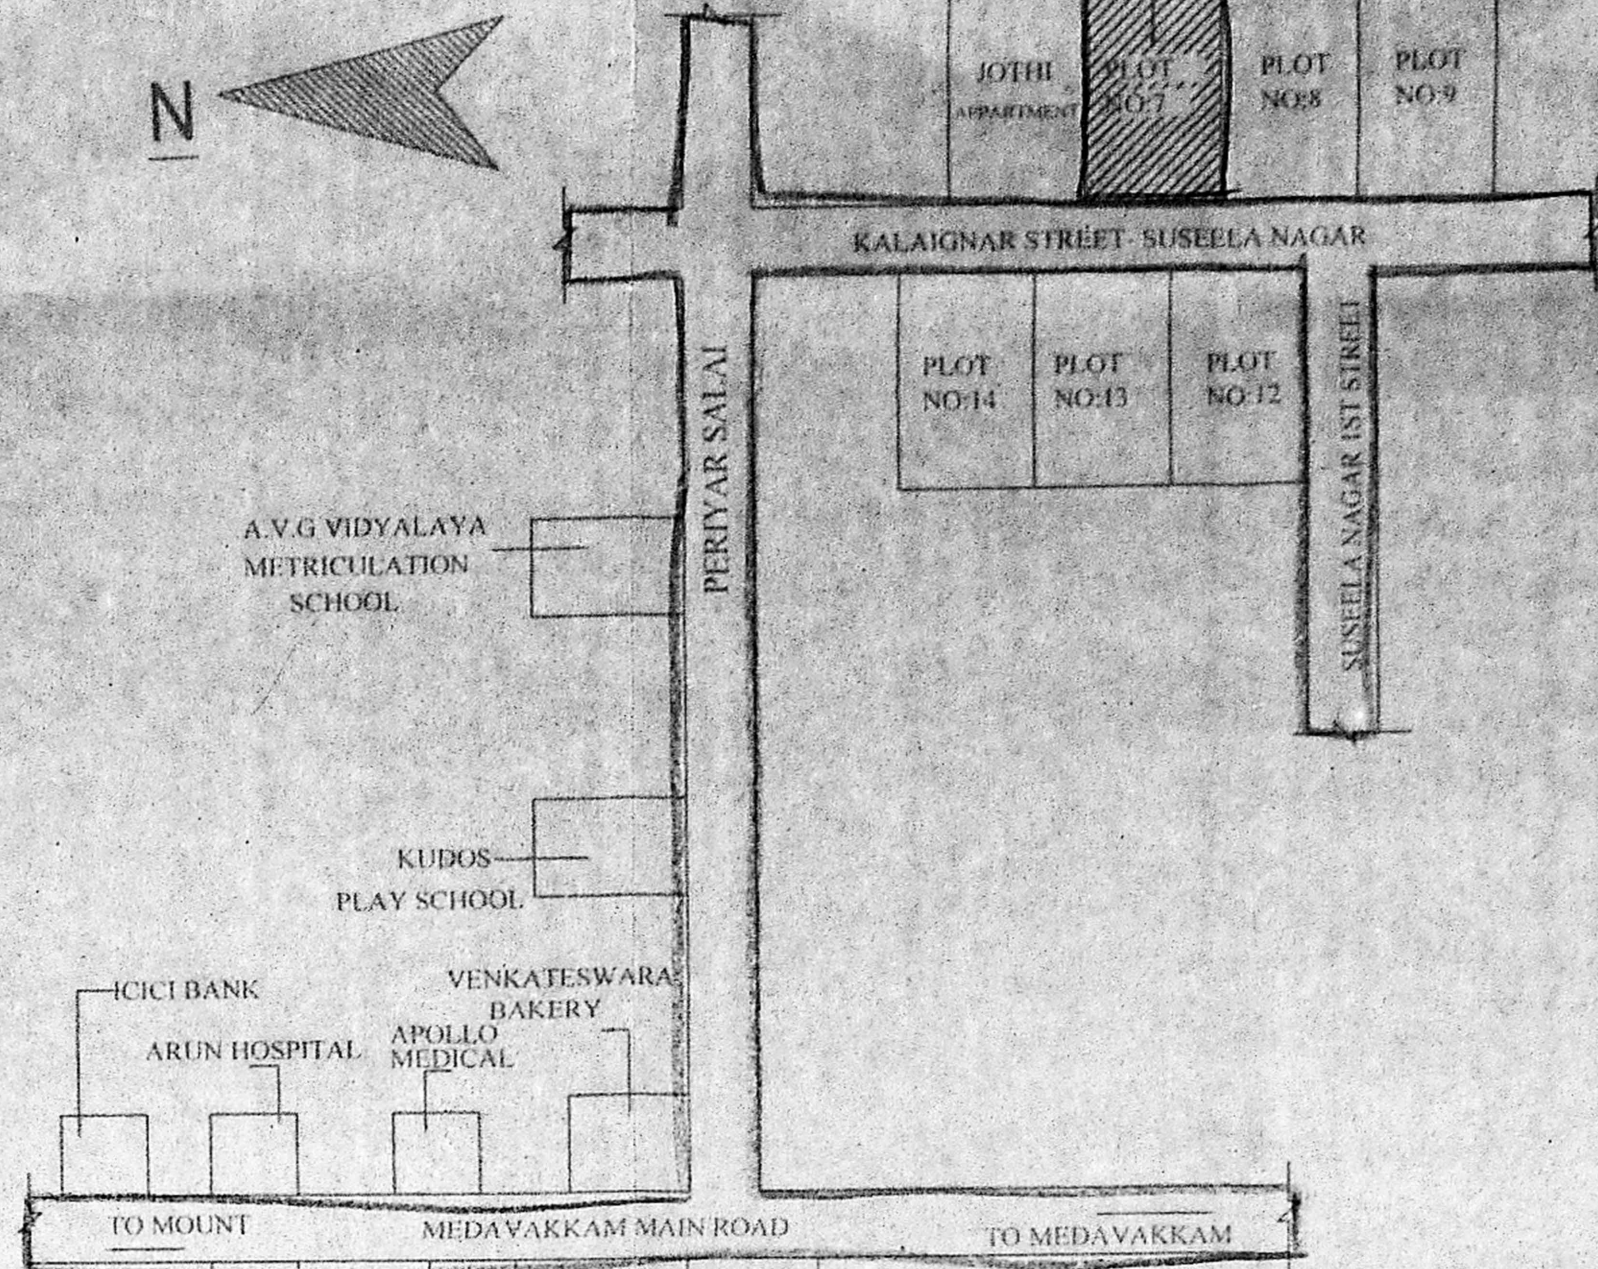 N
JOTHI
APPARTMENT
PLOT
NO:7
PLOT
NO:8
PLOT
NO:9
KALAIGNAR STREET- SUSEELA NAGAR
PLOT
NO:14
PLOT
NO:13
PLOT
NO:12
PERIYAR SALAI
SUSEELA NAGAR IST STREET
A.V.G VIDYALAYA
METRICULATION
SCHOOL
KUDOS
PLAY SCHOOL
ICICI BANK
VENKATESWARA
BAKERY
ARUN HOSPITAL
APOLLO
MEDICAL
TO MOUNT
MEDAVAKKAM MAIN ROAD
TO MEDAVAKKAM